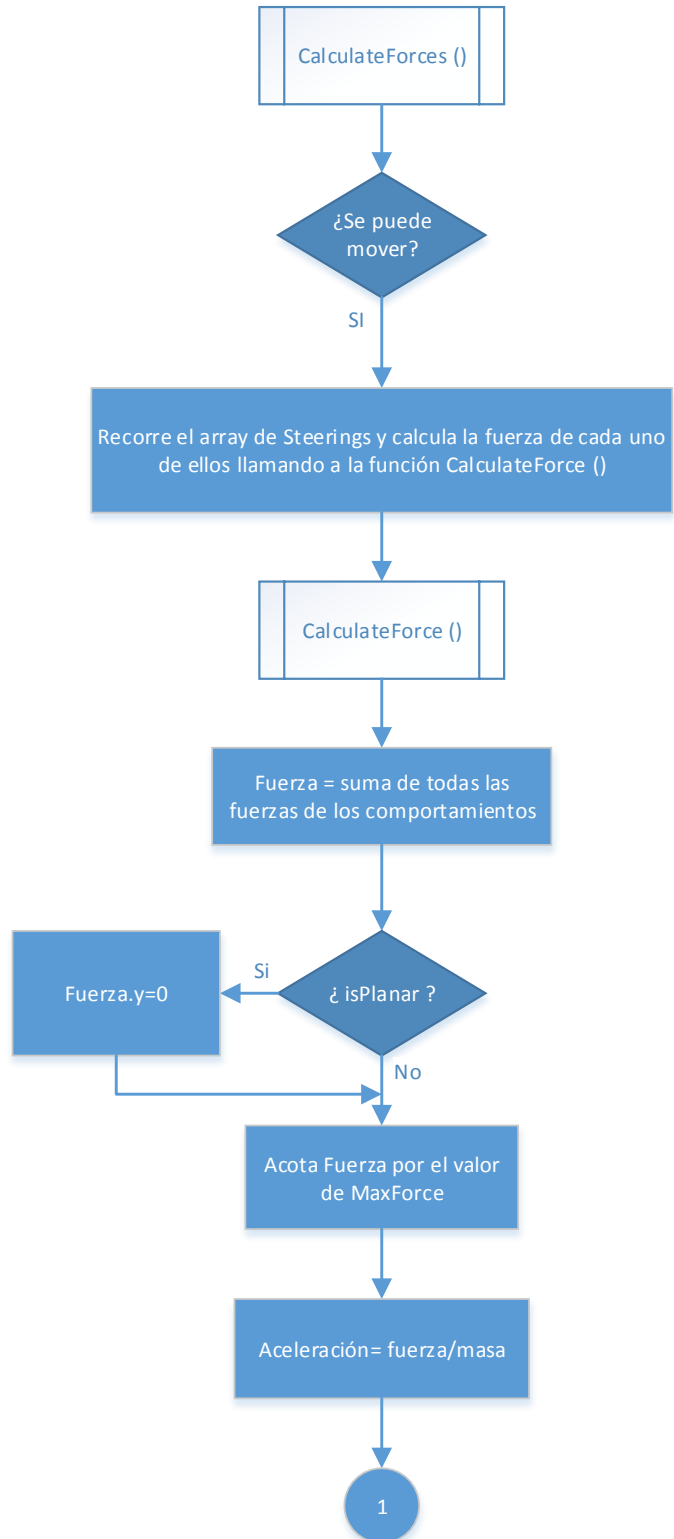 CalculateForces ()
¿Se puede
mover?
SI
Recorre el array de Steerings y calcula la fuerza de cada uno
de ellos llamando a la función CalculateForce ()
CalculateForce ()
Fuerza = suma de todas las
fuerzas de los comportamientos
Si
Fuerza.y=0
¿ isPlanar ?
No
Acota Fuerza por el valor
de MaxForce
Aceleración= fuerza/masa
1